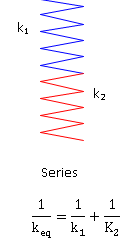 k₁
k₂
Series
1/k_eq = 1/k₁ + 1/K₂